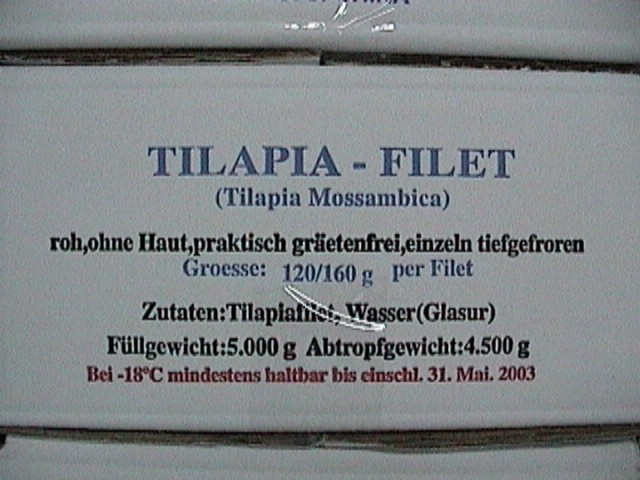 TILAPIA - FILET
(Tilapia Mossambica)
roh,ohne Haut,praktisch gräetenfrei,einzeln tiefgefroren
Groesse: 120/160 g per Filet
Zutaten:Tilapiafilet, Wasser(Glasur)
Füllgewicht:5.000 g Abtropfgewicht:4.500 g
Bei -18°C mindestens haltbar bis einschl. 31. Mai. 2003